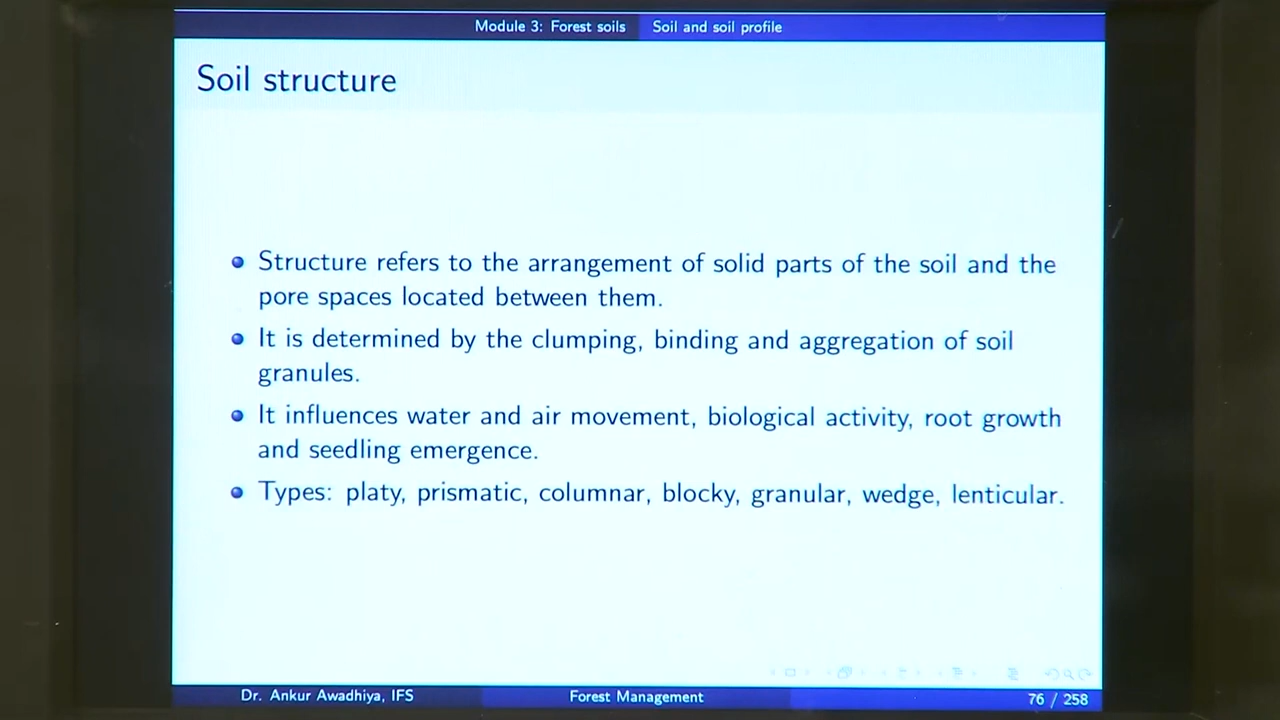 Module 3: Forest soils Soil and soil profile
Soil structure
Structure refers to the arrangement of solid parts of the soil and the
pore spaces located between them.
It is determined by the clumping, binding and aggregation of soil
granules.
It influences water and air movement, biological activity, root growth
and seedling emergence.
Types: platy, prismatic, columnar, blocky, granular, wedge, lenticular.
Dr. Ankur Awadhiya, IFS Forest Management 76 / 258